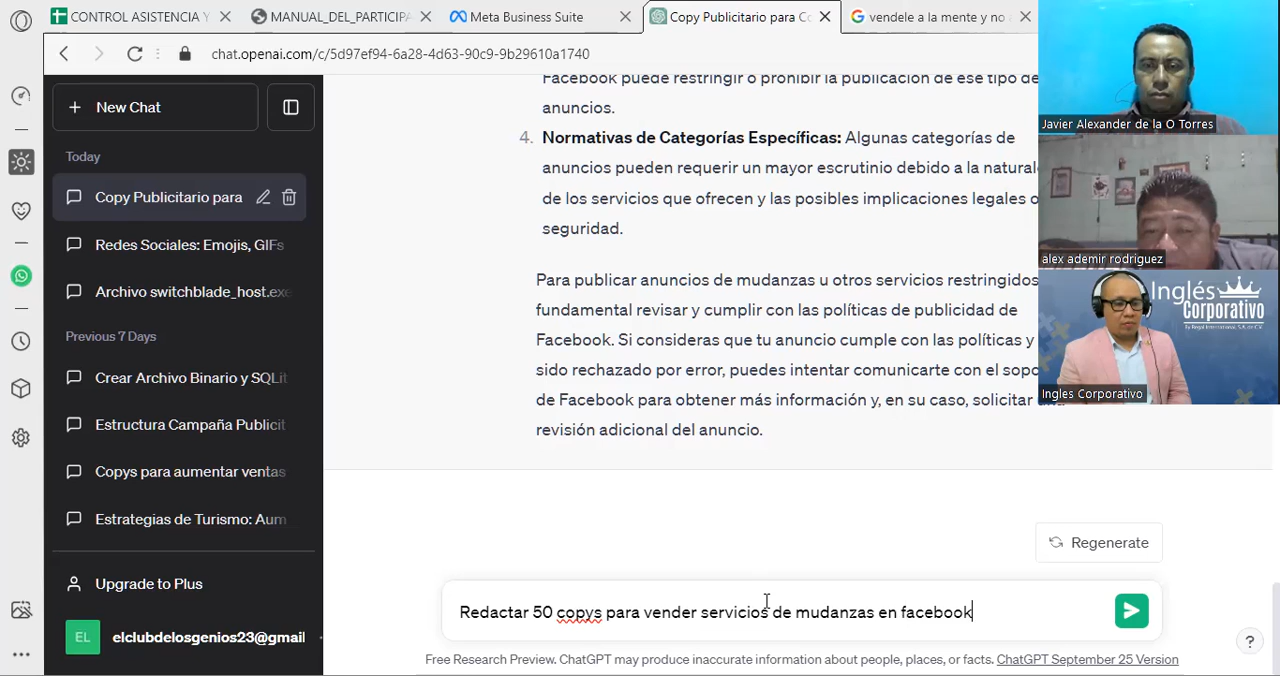 CONTROL ASISTENCIA Y
MANUAL_DEL_PARTICIPA
Meta Business Suite
Copy Publicitario para Co
vendele a la mente y no a
chat.openai.com/c/5d97ef94-6a28-4d63-90c9-9b29610a1740
New Chat
Today
Copy Publicitario para
Redes Sociales: Emojis, GIFs
Archivo switchblade_host.exe
Previous 7 Days
Crear Archivo Binario y SQLit
Estructura Campaña Publicit
Copys para aumentar ventas
Estrategias de Turismo: Aum
Upgrade to Plus
EL
elclubdelosgenios23@gmail
Facebook puede restringir o prohibir la publicación de ese tipo de
anuncios.
4. Normativas de Categorías Específicas: Algunas categorías de
anuncios pueden requerir un mayor escrutinio debido a la natural
de los servicios que ofrecen y las posibles implicaciones legales o
seguridad.
Para publicar anuncios de mudanzas u otros servicios restringidos
fundamental revisar y cumplir con las políticas de publicidad de
Facebook. Si consideras que tu anuncio cumple con las políticas y
sido rechazado por error, puedes intentar comunicarte con el sopo
de Facebook para obtener más información y, en su caso, solicitar una
revisión adicional del anuncio.
Regenerate
Redactar 50 copys para vender servicios de mudanzas en facebook
Free Research Preview. ChatGPT may produce inaccurate information about people, places, or facts. ChatGPT September 25 Version
?
Javier Alexander de la O Torres
alex ademir rodriguez
Inglés
Corporativo
By Regal International S.A. de C.V.
Ingles Corporativo